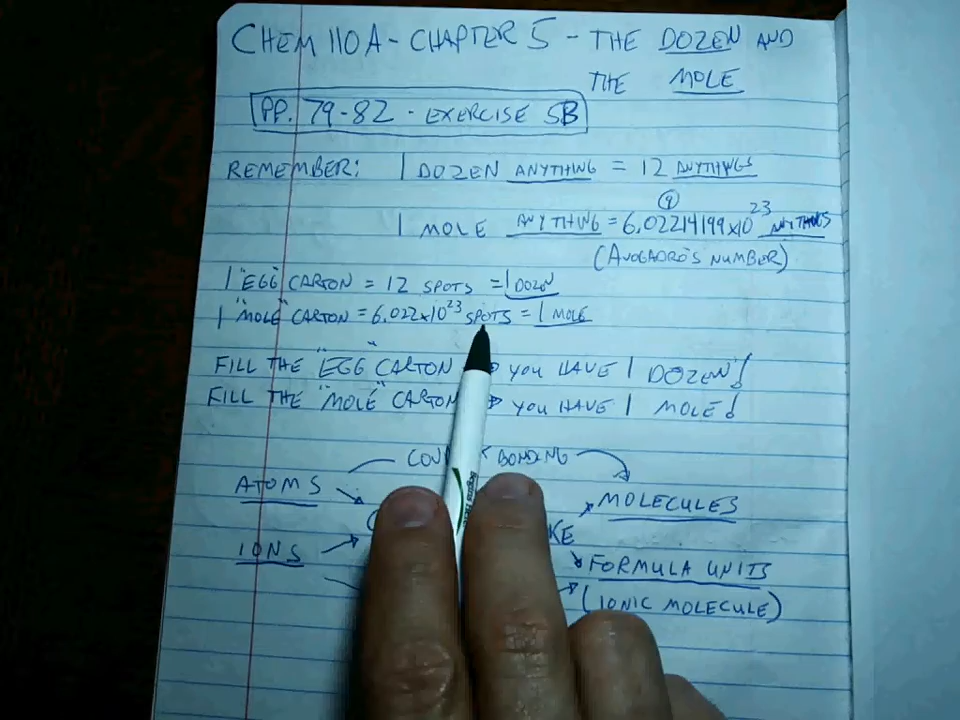 CHEM 110A - CHAPTER 5 - THE DOZEN AND
THE MOLE
PP. 79-82 - EXERCISE 5B
REMEMBER: 1 DOZEN ANYTHING = 12 ANYTHINGS
9
1 MOLE ANYTHING = 6.02214199x10^23 ANYTHINGS
(AVOGADRO'S NUMBER)
1 "EGG" CARTON = 12 SPOTS = 1 DOZEN
1 "MOLE" CARTON = 6.022x10^23 SPOTS = 1 MOLE
FILL THE "EGG" CARTON YOU HAVE 1 DOZEN!
FILL THE "MOLE" CARTON YOU HAVE 1 MOLE!
BONDING
ATOMS MOLECULES
IONS KE FORMULA UNITS
(IONIC MOLECULE)